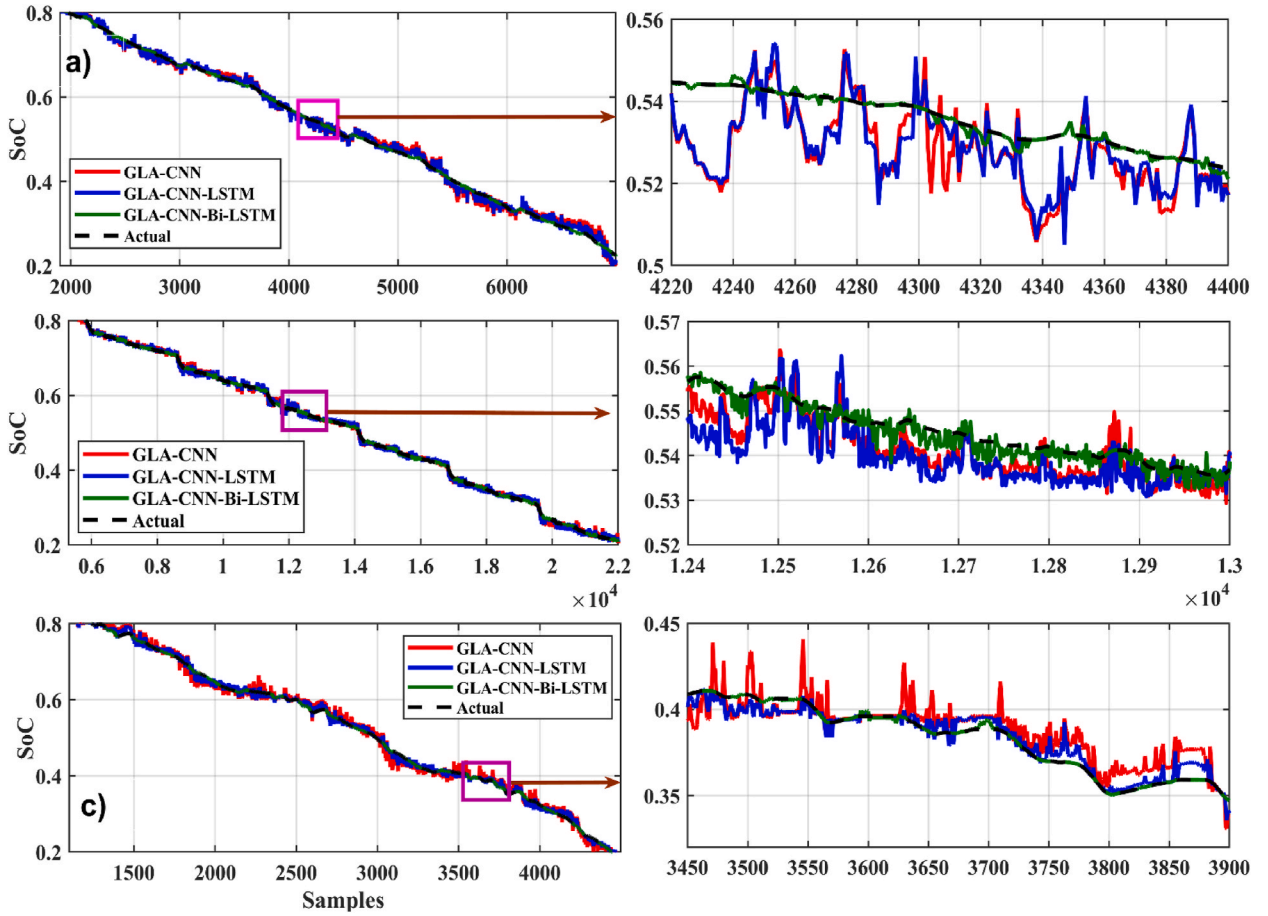 0.8
0.6
0.4
0.2
SoC
a)
GLA-CNN
GLA-CNN-LSTM
GLA-CNN-Bi-LSTM
Actual
2000 3000 4000 5000 6000
0.56
0.54
0.52
0.5
4220 4240 4260 4280 4300 4320 4340 4360 4380 4400
0.8
0.6
0.4
0.2
SoC
GLA-CNN
GLA-CNN-LSTM
GLA-CNN-Bi-LSTM
Actual
0.6 0.8 1 1.2 1.4 1.6 1.8 2 2.2
×10⁴
0.57
0.56
0.55
0.54
0.53
0.52
1.24 1.25 1.26 1.27 1.28 1.29 1.3
×10⁴
0.8
0.6
0.4
0.2
SoC
GLA-CNN
GLA-CNN-LSTM
GLA-CNN-Bi-LSTM
Actual
c)
1500 2000 2500 3000 3500 4000
Samples
0.45
0.4
0.35
3450 3500 3550 3600 3650 3700 3750 3800 3850 3900